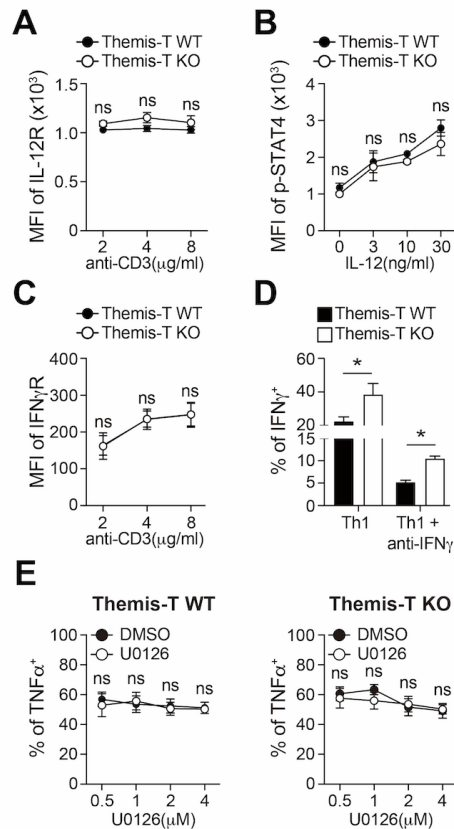 A
Themis-T WT
Themis-T KO
MFI of IL-12R (x10³)
1.5
1.0
0.5
0
ns ns ns
2 4 8
anti-CD3(μg/ml)
B
Themis-T WT
Themis-T KO
MFI of p-STAT4 (x10³)
4
3
2
1
0
ns ns ns ns
0 3 10 30
IL-12(ng/ml)
C
Themis-T WT
Themis-T KO
MFI of IFNγR
400
300
200
100
0
ns ns ns
2 4 8
anti-CD3(μg/ml)
D
Themis-T WT
Themis-T KO
% of IFNγ⁺
60
40
20
15
10
5
0
* *
Th1 Th1 +
anti-IFNγ
E
Themis-T WT
DMSO
U0126
% of TNFα⁺
100
80
60
40
20
0
ns ns ns ns
0.5 1 2 4
U0126(μM)
Themis-T KO
DMSO
U0126
% of TNFα⁺
100
80
60
40
20
0
ns ns ns ns
0.5 1 2 4
U0126(μM)